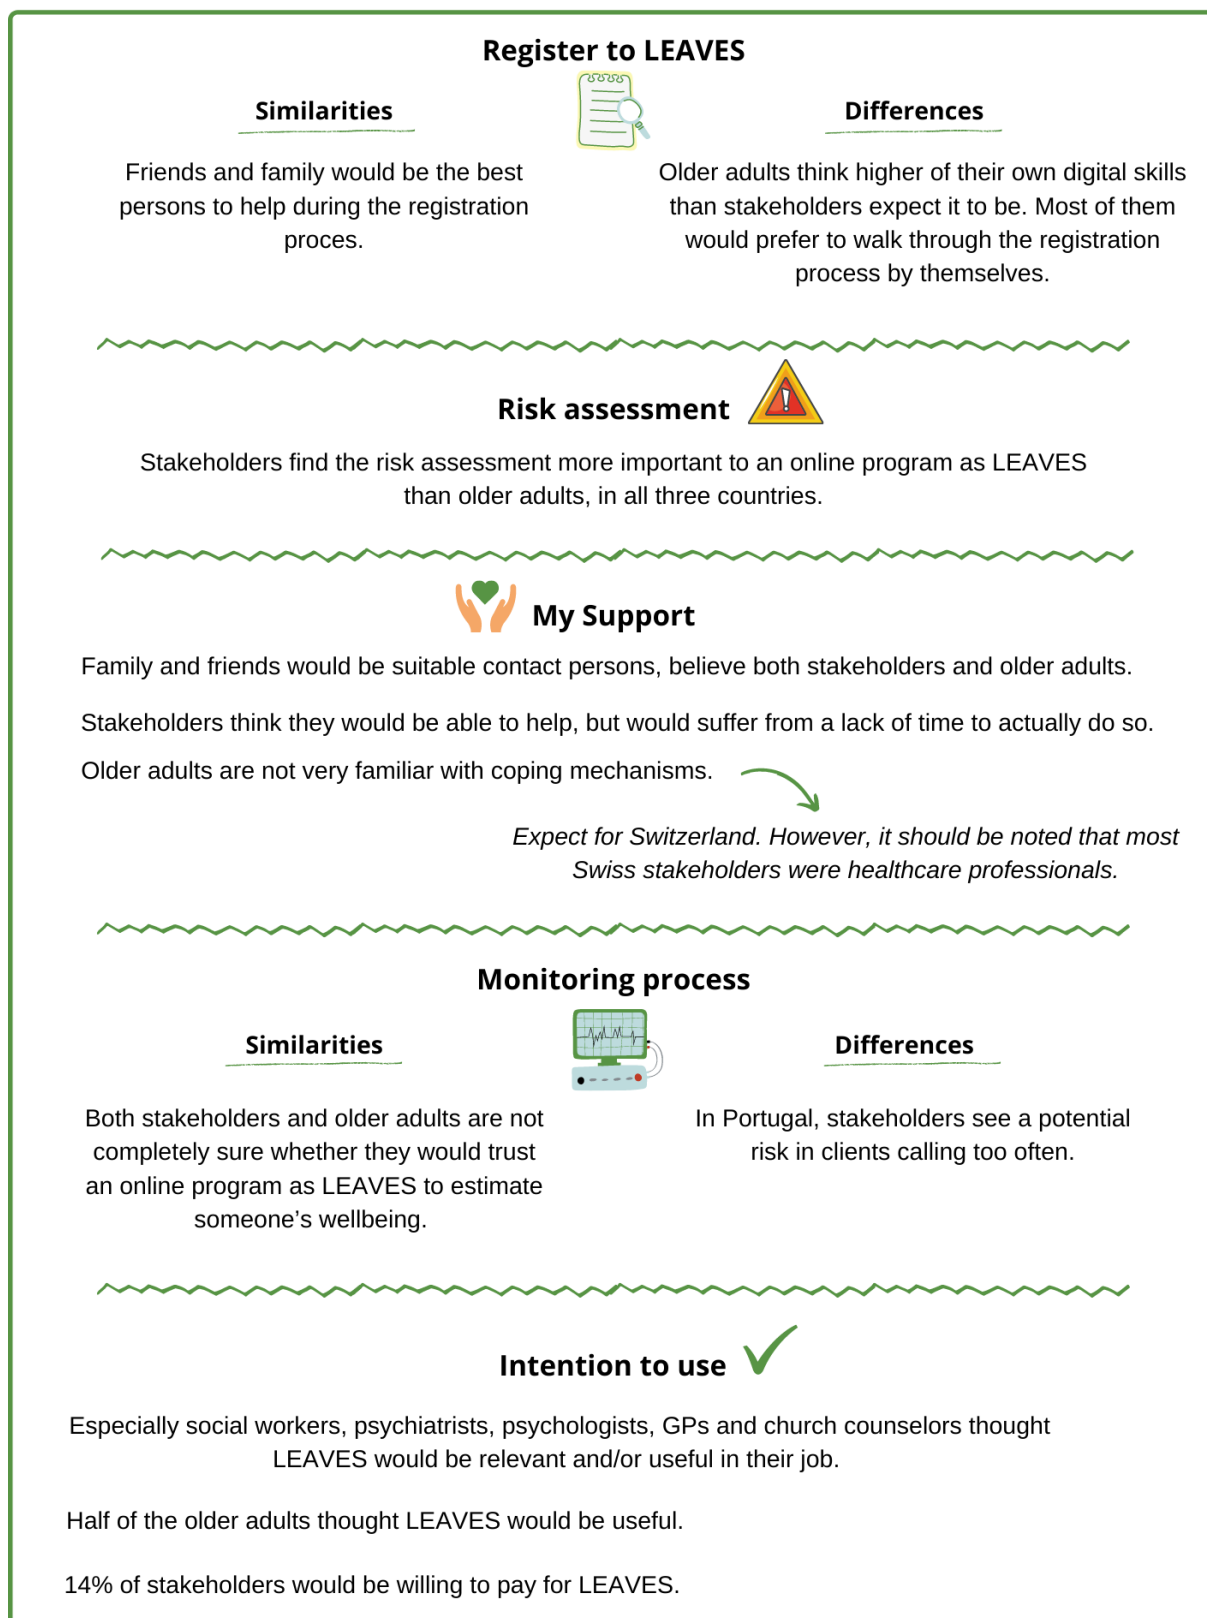 Register to LEAVES
Similarities
Friends and family would be the best
persons to help during the registration
proces.
Differences
Older adults think higher of their own digital skills
than stakeholders expect it to be. Most of them
would prefer to walk through the registration
process by themselves.
Risk assessment
Stakeholders find the risk assessment more important to an online program as LEAVES
than older adults, in all three countries.
My Support
Family and friends would be suitable contact persons, believe both stakeholders and older adults.
Stakeholders think they would be able to help, but would suffer from a lack of time to actually do so.
Older adults are not very familiar with coping mechanisms.
Expect for Switzerland. However, it should be noted that most
Swiss stakeholders were healthcare professionals.
Monitoring process
Similarities
Both stakeholders and older adults are not
completely sure whether they would trust
an online program as LEAVES to estimate
someone’s wellbeing.
Differences
In Portugal, stakeholders see a potential
risk in clients calling too often.
Intention to use
Especially social workers, psychiatrists, psychologists, GPs and church counselors thought
LEAVES would be relevant and/or useful in their job.
Half of the older adults thought LEAVES would be useful.
14% of stakeholders would be willing to pay for LEAVES.